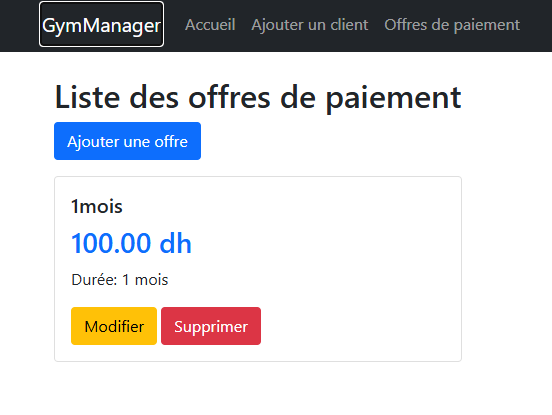 GymManager Accueil Ajouter un client Offres de paiement
Liste des offres de paiement
Ajouter une offre
1mois
100.00 dh
Durée: 1 mois
Modifier Supprimer